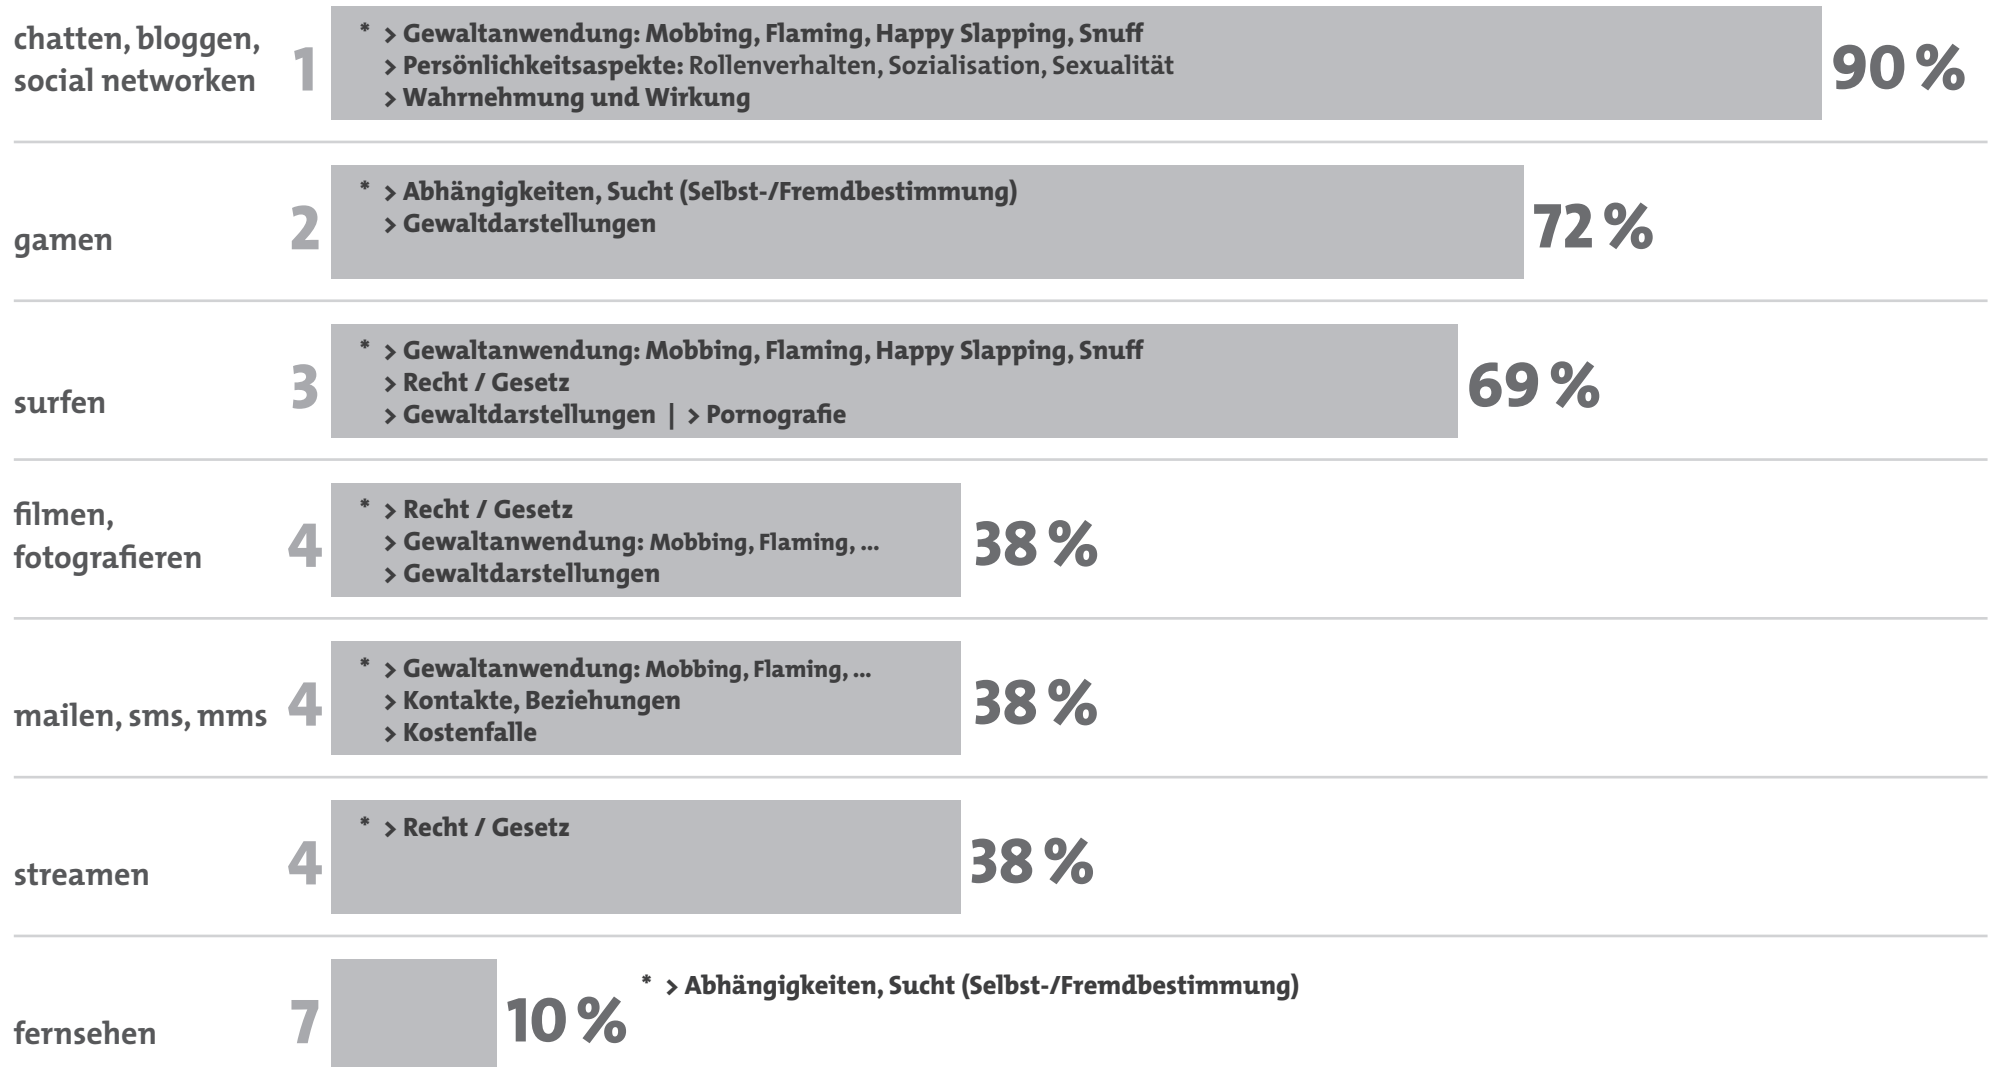 chatten, bloggen,
social networken
1
* > Gewaltanwendung: Mobbing, Flaming, Happy Slapping, Snuff
> Persönlichkeitsaspekte: Rollenverhalten, Sozialisation, Sexualität
> Wahrnehmung und Wirkung
90 %
gamen
2
* > Abhängigkeiten, Sucht (Selbst-/Fremdbestimmung)
> Gewaltdarstellungen
72 %
surfen
3
* > Gewaltanwendung: Mobbing, Flaming, Happy Slapping, Snuff
> Recht / Gesetz
> Gewaltdarstellungen | > Pornografie
69 %
filmen,
fotografieren
4
* > Recht / Gesetz
> Gewaltanwendung: Mobbing, Flaming, ...
> Gewaltdarstellungen
38 %
mailen, sms, mms
4
* > Gewaltanwendung: Mobbing, Flaming, ...
> Kontakte, Beziehungen
> Kostenfalle
38 %
streamen
4
* > Recht / Gesetz
38 %
fernsehen
7
10 %
* > Abhängigkeiten, Sucht (Selbst-/Fremdbestimmung)